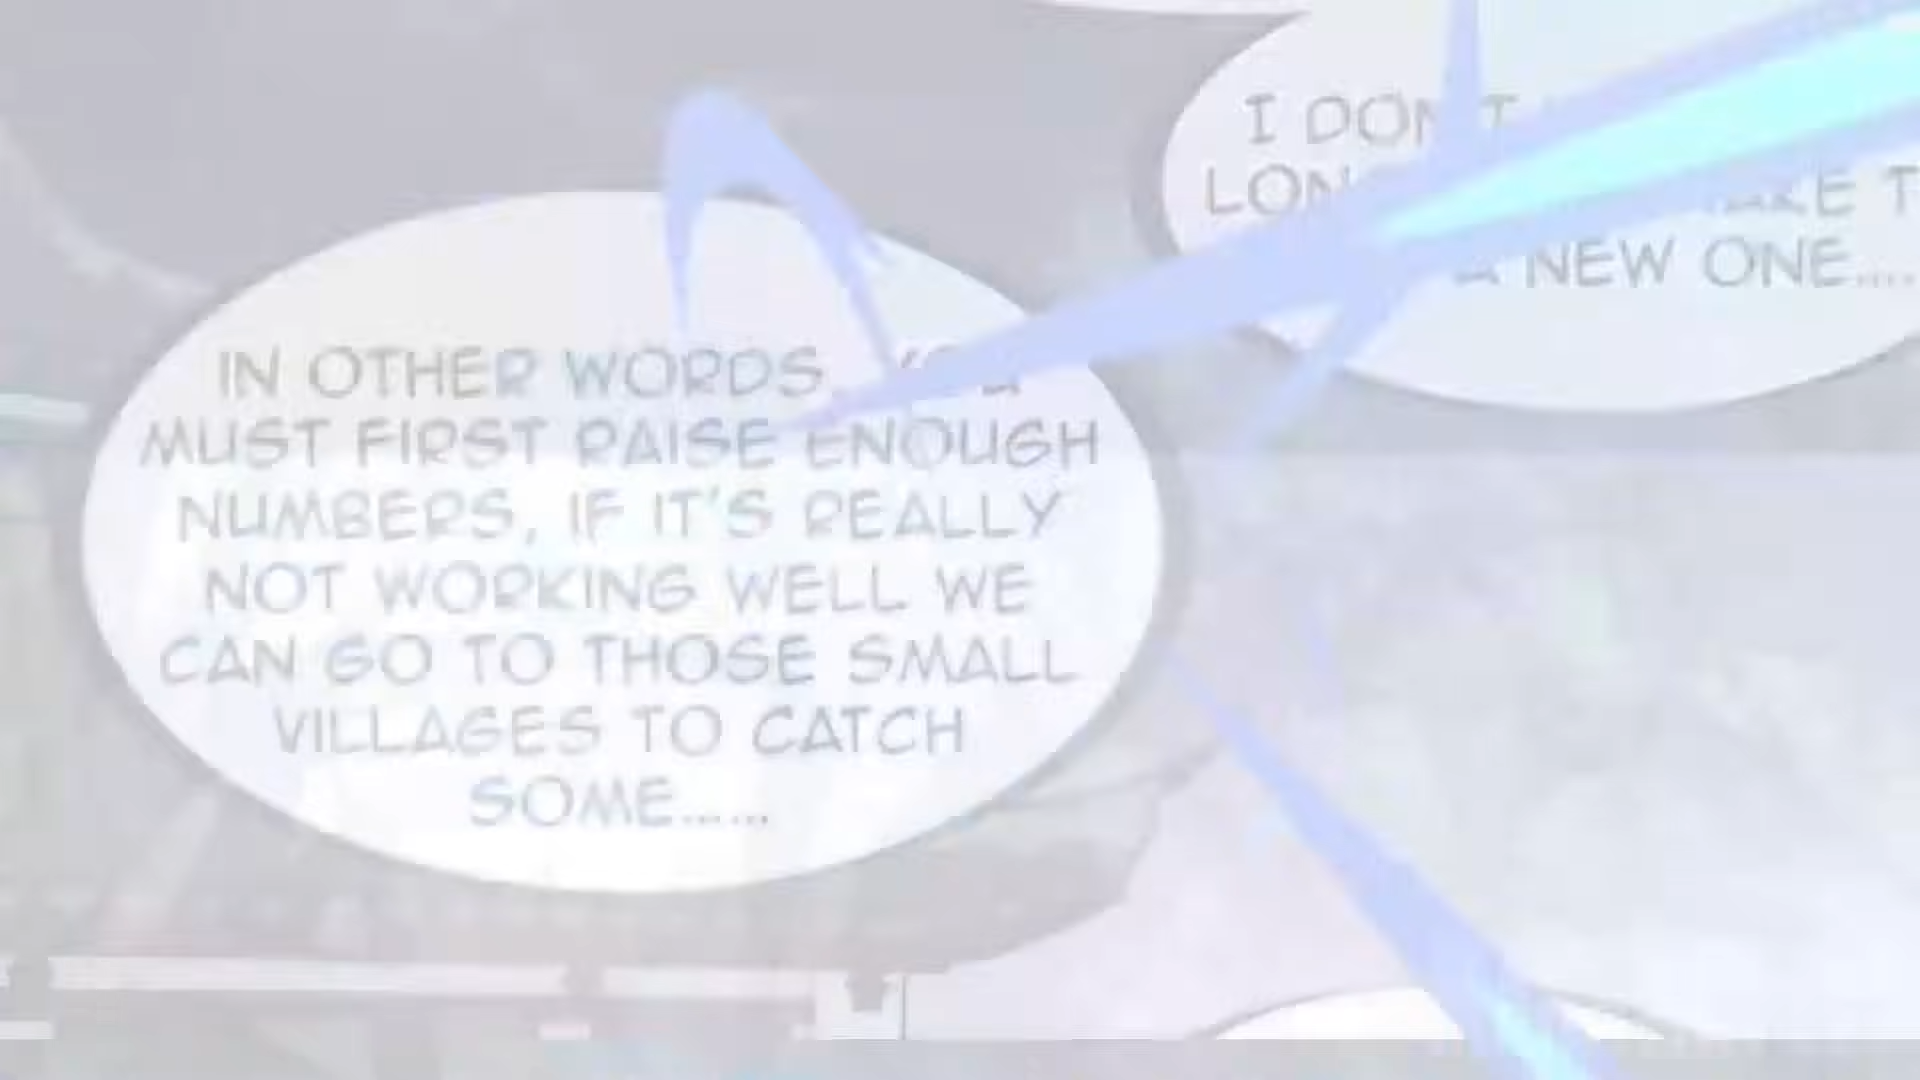 IN OTHER WORDS,
MUST FIRST RAISE ENOUGH
NUMBERS, IF IT'S REALLY
NOT WORKING WELL WE
CAN GO TO THOSE SMALL
VILLAGES TO CATCH
SOME......
I DON'T
A NEW ONE....